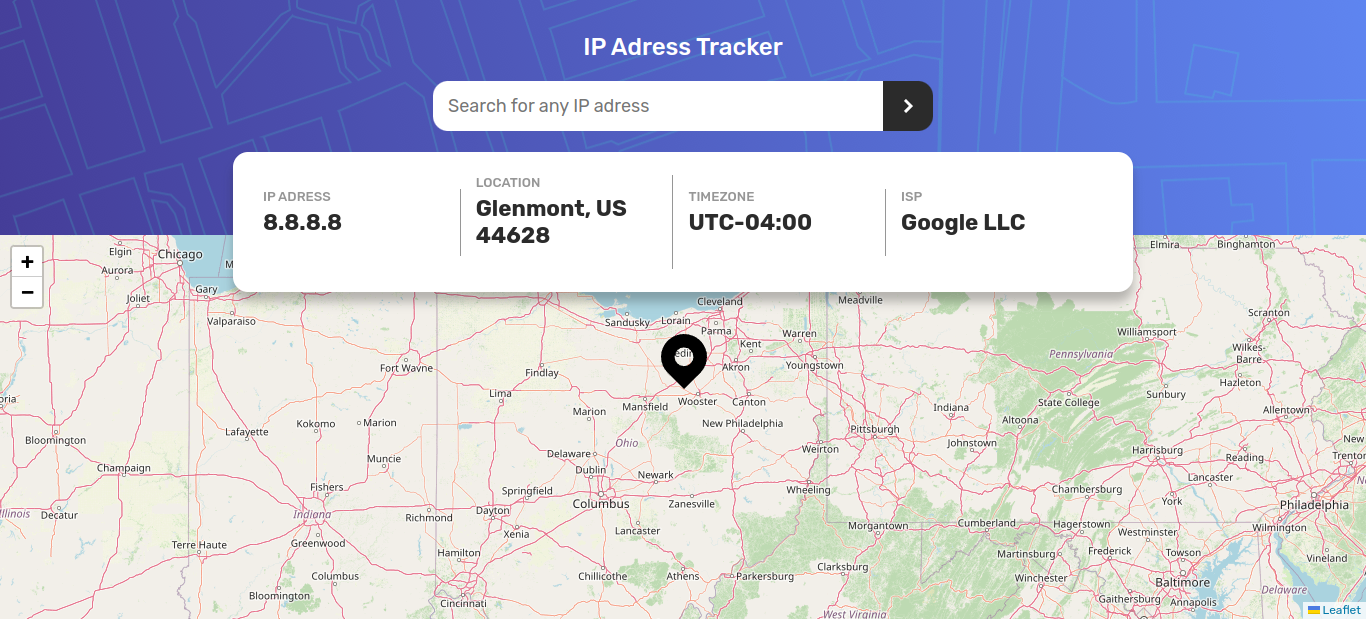 IP Adress Tracker
Search for any IP adress
IP ADRESS
8.8.8.8
LOCATION
Glenmont, US
44628
TIMEZONE
UTC-04:00
ISP
Google LLC
+
−
Elgin
Chicago
Aurora
Joliet
Gary
Valparaiso
Elmira
Binghamton
Cleveland
Meadville
Sandusky
Lorain
Parma
Warren
Kent
Youngstown
Akron
Scranton
Williamsport
Wilkes-
Barre
Pennsylvania
Hazleton
Fort Wayne
Findlay
Lima
Marion
Mansfield
Wooster
Canton
New Philadelphia
Indiana
State College
Sunbury
Allentown
Altoona
Bloomington
Lafayette
Kokomo
Marion
Ohio
Pittsburgh
Weirton
Johnstown
Harrisburg
Reading
New
Trenton
Champaign
Muncie
Delaware
Dublin
Newark
Wheeling
Lancaster
Fishers
Springfield
Columbus
Zanesville
Chambersburg
York
Philadelphia
Decatur
Indiana
Richmond
Dayton
Xenia
Lancaster
Morgantown
Cumberland
Hagerstown
Westminster
Wilmington
Terre Haute
Greenwood
Hamilton
Martinsburg
Frederick
Towson
Vineland
Columbus
Chillicothe
Athens
Parkersburg
Clarksburg
Winchester
Baltimore
Bloomington
Cincinnati
West Virginia
Gaithersburg
Annapolis
Delaware
Leaflet